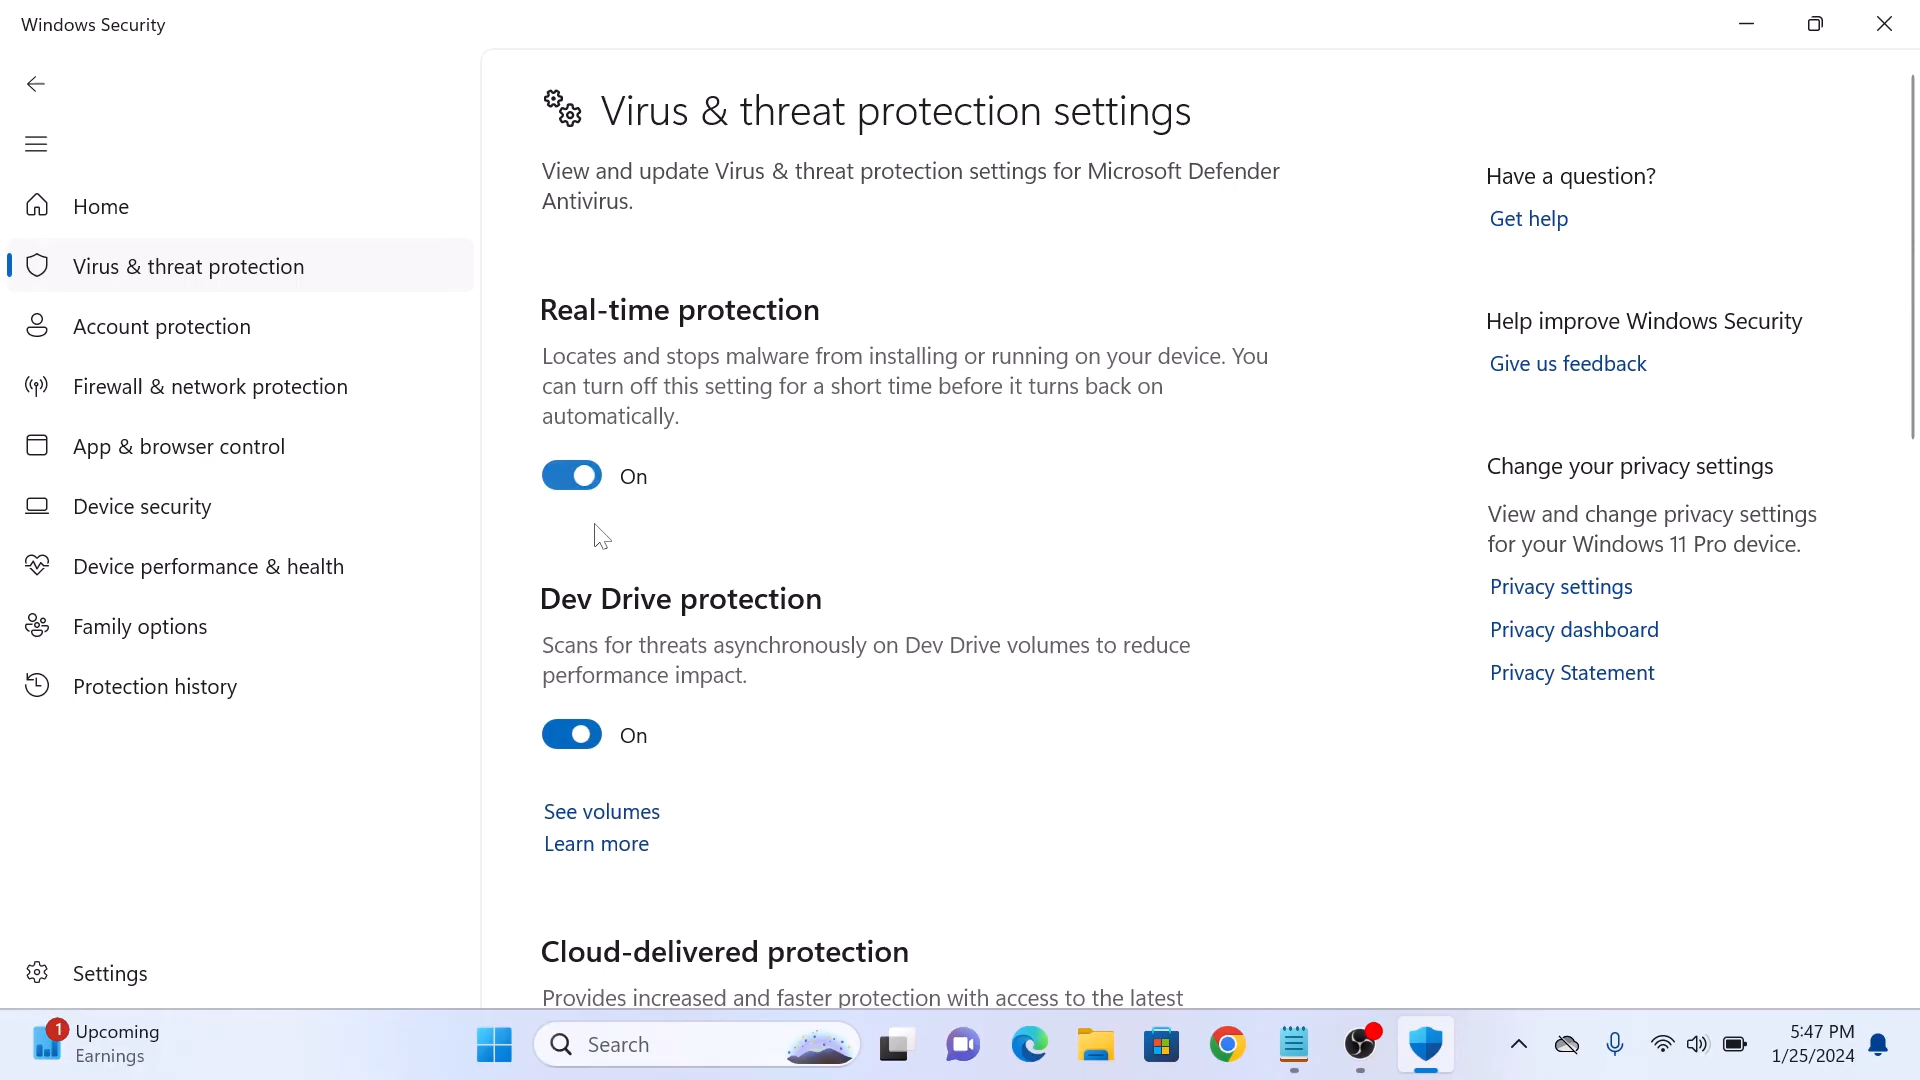 Windows Security
Home
Virus & threat protection
Account protection
Firewall & network protection
App & browser control
Device security
Device performance & health
Family options
Protection history
Settings
Virus & threat protection settings
View and update Virus & threat protection settings for Microsoft Defender
Antivirus.
Real-time protection
Locates and stops malware from installing or running on your device. You
can turn off this setting for a short time before it turns back on
automatically.
On
Dev Drive protection
Scans for threats asynchronously on Dev Drive volumes to reduce
performance impact.
On
See volumes
Learn more
Cloud-delivered protection
Provides increased and faster protection with access to the latest
Have a question?
Get help
Help improve Windows Security
Give us feedback
Change your privacy settings
View and change privacy settings
for your Windows 11 Pro device.
Privacy settings
Privacy dashboard
Privacy Statement
1
Upcoming
Earnings
Search
5:47 PM
1/25/2024